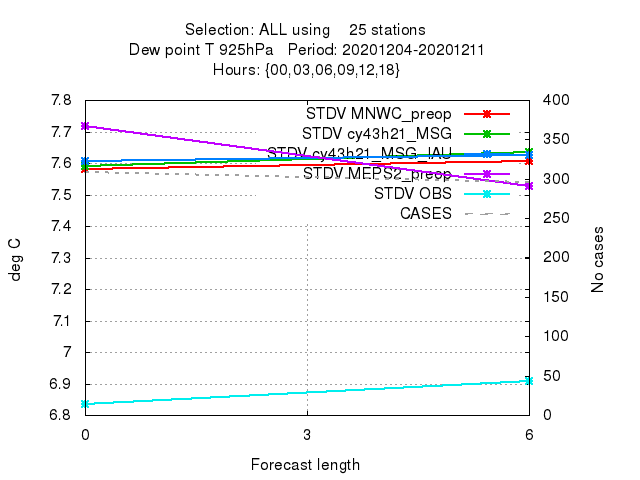 Selection: ALL using 25 stations
Dew point T 925hPa Period: 20201204-20201211
Hours: {00,03,06,09,12,18}
7.8
7.7
7.6
7.5
7.4
7.3
7.2
7.1
7
6.9
6.8
400
350
300
250
200
150
100
50
0
STDV MNWC_preop
STDV cy43h21_MSG
STDV cy43h21_MSG_IAU
STDV MEPS2_preop
STDV OBS
CASES
deg C
No cases
0 3 6
Forecast length